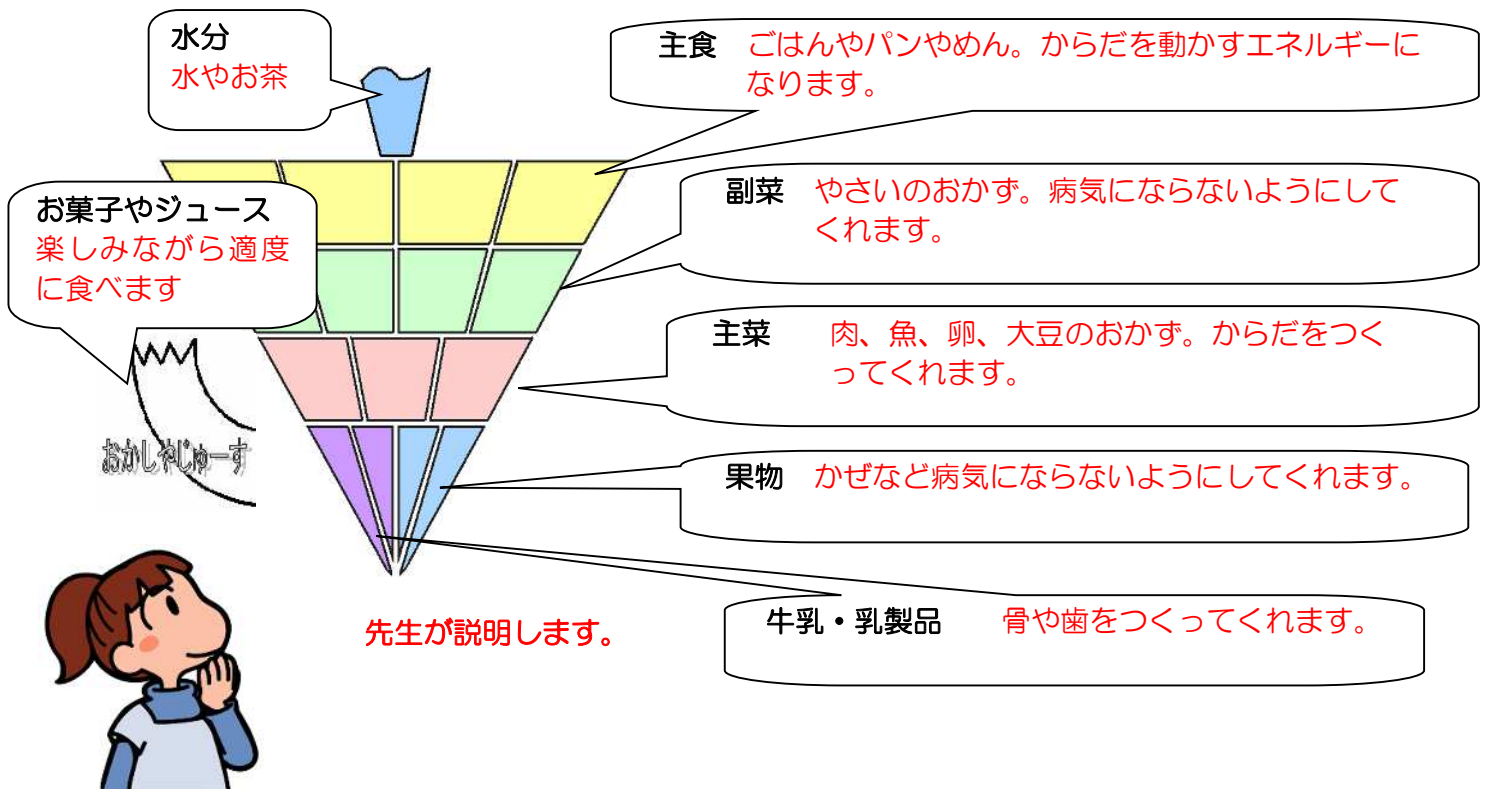 水分
水やお茶
主食 ごはんやパンやめん。からだを動かすエネルギーに
なります。
お菓子やジュース
楽しみながら適度
に食べます
副菜 やさいのおかず。病気にならないようにして
くれます。
主菜 肉、魚、卵、大豆のおかず。からだをつく
ってくれます。
おかしやじゅーす
果物 かぜなど病気にならないようにしてくれます。
牛乳・乳製品 骨や歯をつくってくれます。
先生が説明します。